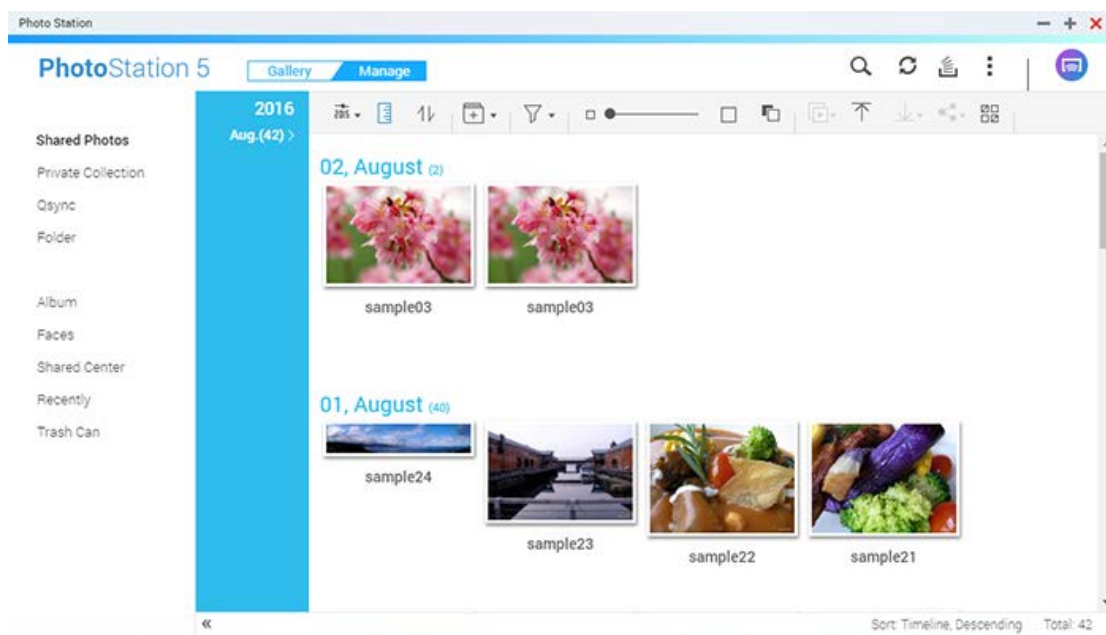 Photo Station
PhotoStation 5
Gallery
Manage
2016
Aug.(42) >
2015
Shared Photos
Private Collection
Qsync
Folder
Album
Faces
Shared Center
Recently
Trash Can
02, August (2)
sample03
sample03
01, August (40)
sample24
sample23
sample22
sample21
«
Sort: Timeline, Descending
Total: 42